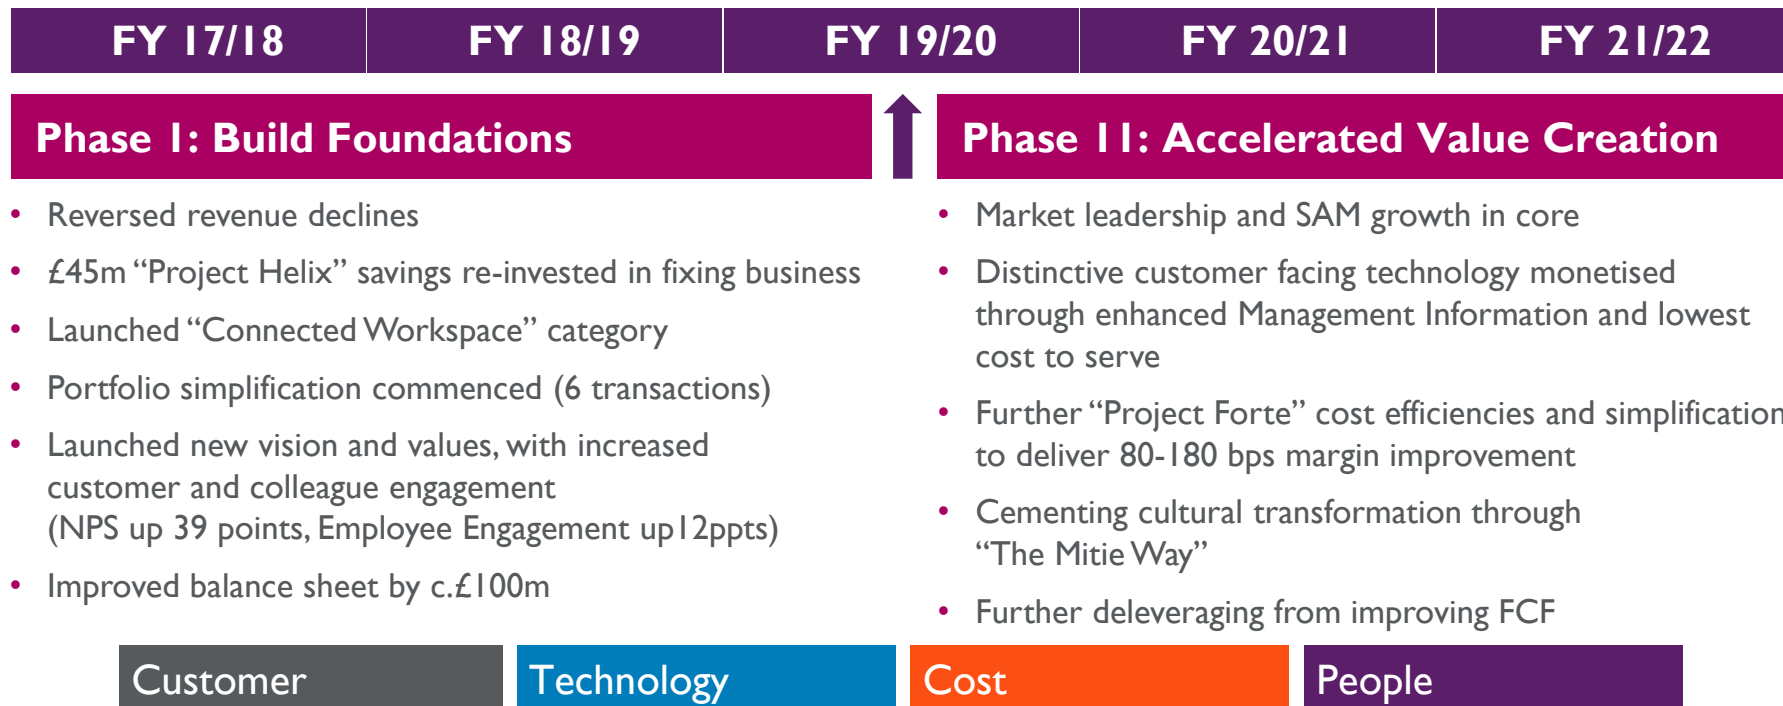 FY 17/18 FY 18/19 FY 19/20 FY 20/21 FY 21/22
Phase 1: Build Foundations
• Reversed revenue declines
• £45m “Project Helix” savings re-invested in fixing business
• Launched “Connected Workspace” category
• Portfolio simplification commenced (6 transactions)
• Launched new vision and values, with increased
customer and colleague engagement
(NPS up 39 points, Employee Engagement up12ppts)
• Improved balance sheet by c.£100m
Phase 11: Accelerated Value Creation
• Market leadership and SAM growth in core
• Distinctive customer facing technology monetised
through enhanced Management Information and lowest
cost to serve
• Further “Project Forte” cost efficiencies and simplification
to deliver 80-180 bps margin improvement
• Cementing cultural transformation through
“The Mitie Way”
• Further deleveraging from improving FCF
Customer
Technology
Cost
People